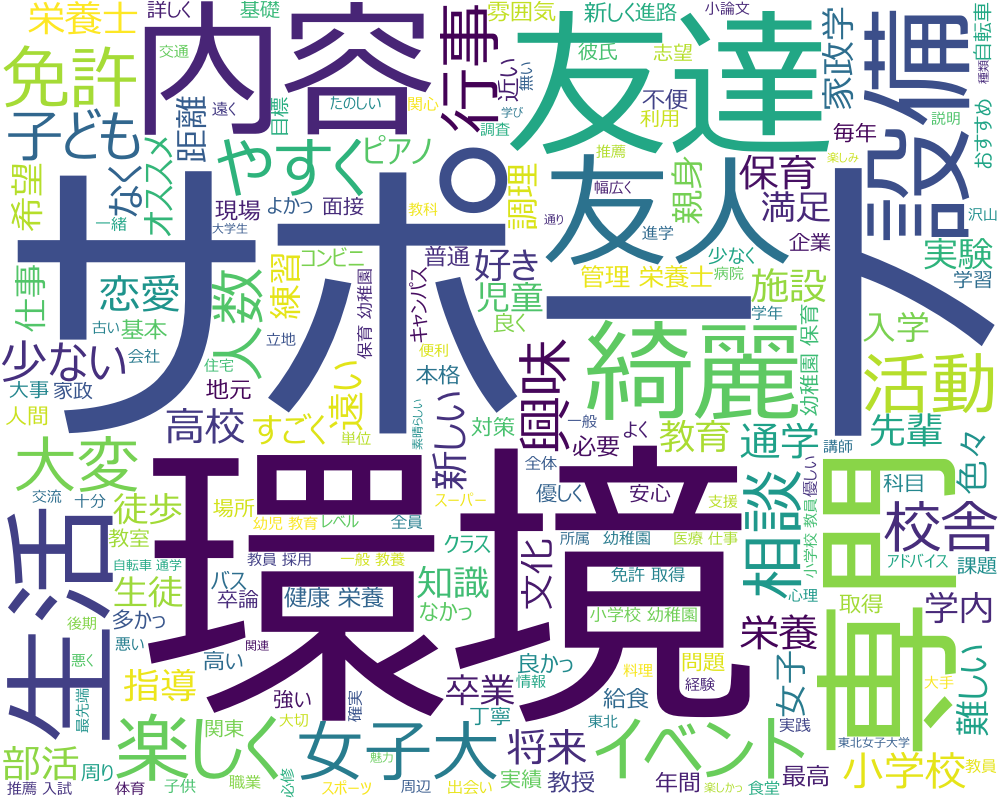 栄養士
詳しく
基礎
雰囲気
新しく進路
小論文
自転車
免許
内容
交通
行事
彼氏
志望
友達
家政学
設備
種類
遠く
たのしい
関心
近い
無い
不便
利用
毎年
説明
おすすめ
子ども
距離
目標
調査
学び
推薦
楽しみ
なく
オススメ
やすく
ピアノ
調理
幅広く
友人
親身
保育
満足
沢山
希望
一緒
現場
よかっ
面接
教科
通り
企業
大学生
進学
少なく
実験
サポート
仕事
恋愛
人数
練習
コンビニ
普通
好き
管理 栄養士
病院
施設
学習
古い
基本
立地
保育 幼稚園
キャンパス
児童
良く
学年
幼稚園 保育
入学
少ない
会社
住宅
便利
綺麗
活動
大事
家政
地元
遠い
本格
興味
人間
高校
すごく
単位
素晴らしい
対策
一般
教育
通学
先輩
大変
新しい
必要
よく
講師
環境
全体
色々
交流
十分
徒歩
場所
スーパー
優しく
安心
支援
相談
優しい
科目
専門
生活
教室
幼児 教育
レベル
全員
クラス
文化
所属 幼稚園
医療 仕事
小学校 教員
校舎
自転車 通学
教員 採用
一般 教養
免許 取得
アドバイス
課題
生徒
バス
卒論
健康 栄養
知識
心理
後期
多かっ
なかっ
小学校 幼稚園
取得
学内
悪い
高い
関連
栄養
悪く
良かっ
料理
問題
最先端
指導
強い
確実
卒業
情報
給食
経験
女子
大手
難しい
楽しく
関東
大切
女子大
丁寧
東北
イベント
実践
東北女子大学
部活
周り
将来
小学校
教員
職業
必修
魅力
実績
教授
年間
食堂
最高
推薦 入試
体育
子供
スポーツ
周辺
出会い
楽しかっ